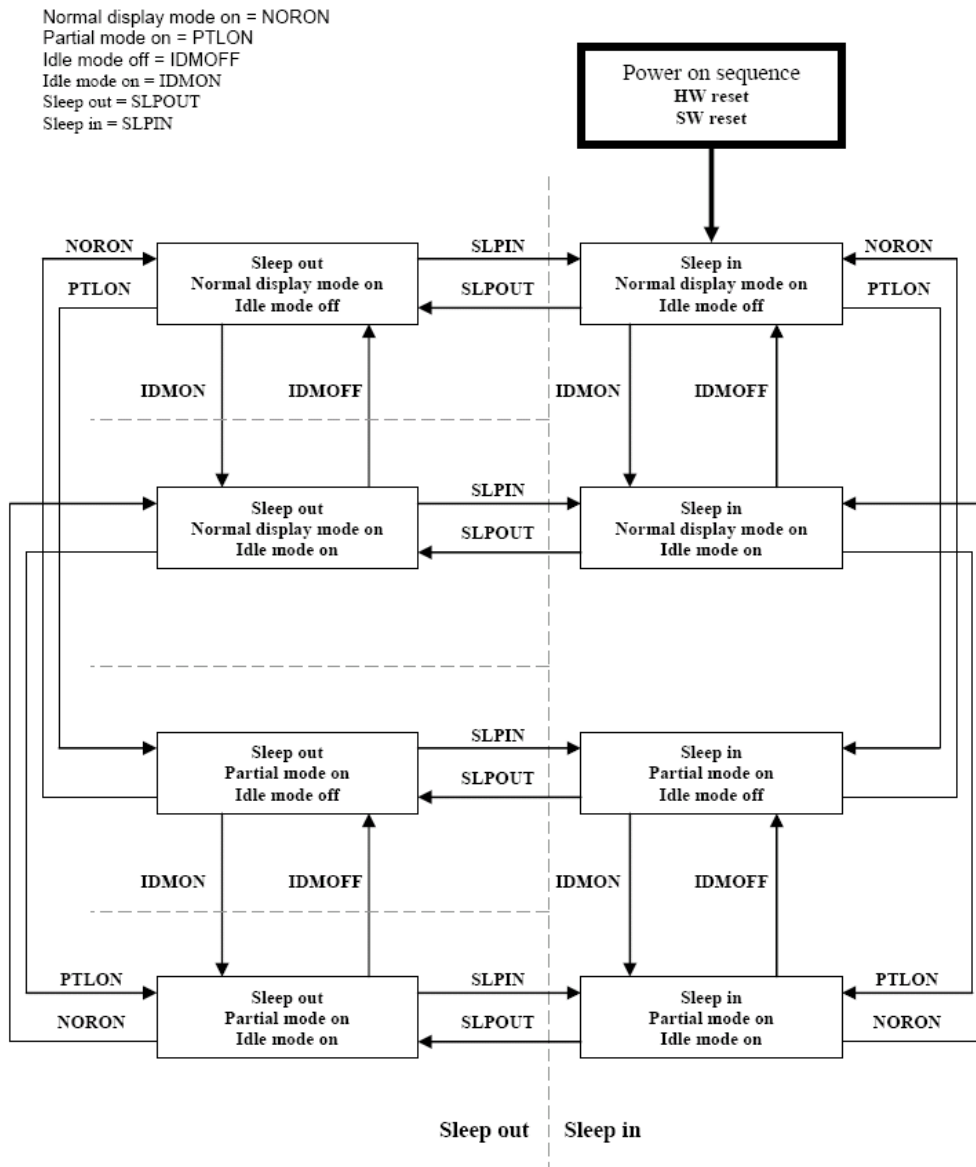 Normal display mode on = NORON
Partial mode on = PTLON
Idle mode off = IDMOFF
Idle mode on = IDMON
Sleep out = SLPOUT
Sleep in = SLPIN
Power on sequence
HW reset
SW reset
NORON
SLPIN
NORON
Sleep out
Normal display mode on
Idle mode off
Sleep in
Normal display mode on
Idle mode off
PTLON
SLPOUT
PTLON
IDMON
IDMOFF
IDMON
IDMOFF
SLPIN
Sleep out
Normal display mode on
Idle mode on
Sleep in
Normal display mode on
Idle mode on
SLPOUT
SLPIN
Sleep out
Partial mode on
Idle mode off
Sleep in
Partial mode on
Idle mode off
SLPOUT
IDMON
IDMOFF
IDMON
IDMOFF
PTLON
SLPIN
PTLON
Sleep out
Partial mode on
Idle mode on
Sleep in
Partial mode on
Idle mode on
NORON
SLPOUT
NORON
Sleep out
Sleep in